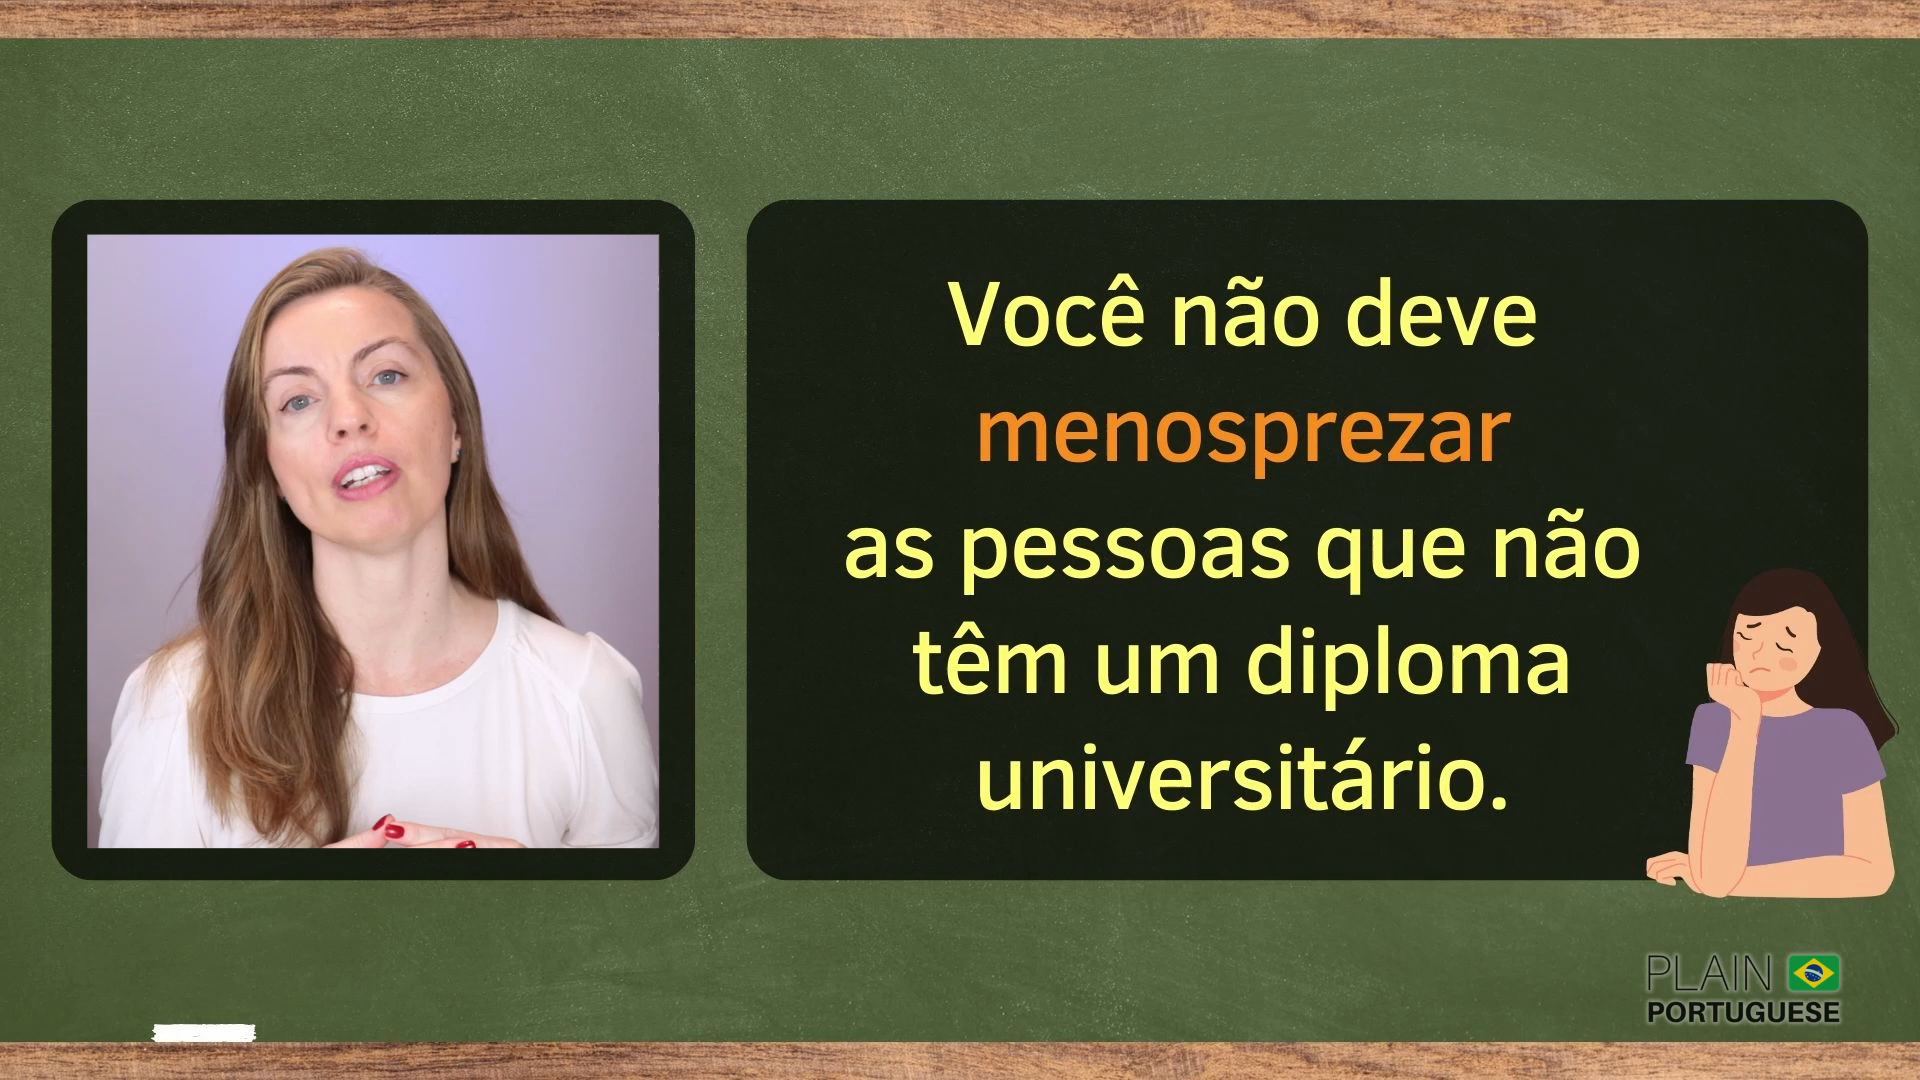 Você não deve
menosprezar
as pessoas que não
têm um diploma
universitário.
PLAIN
PORTUGUESE